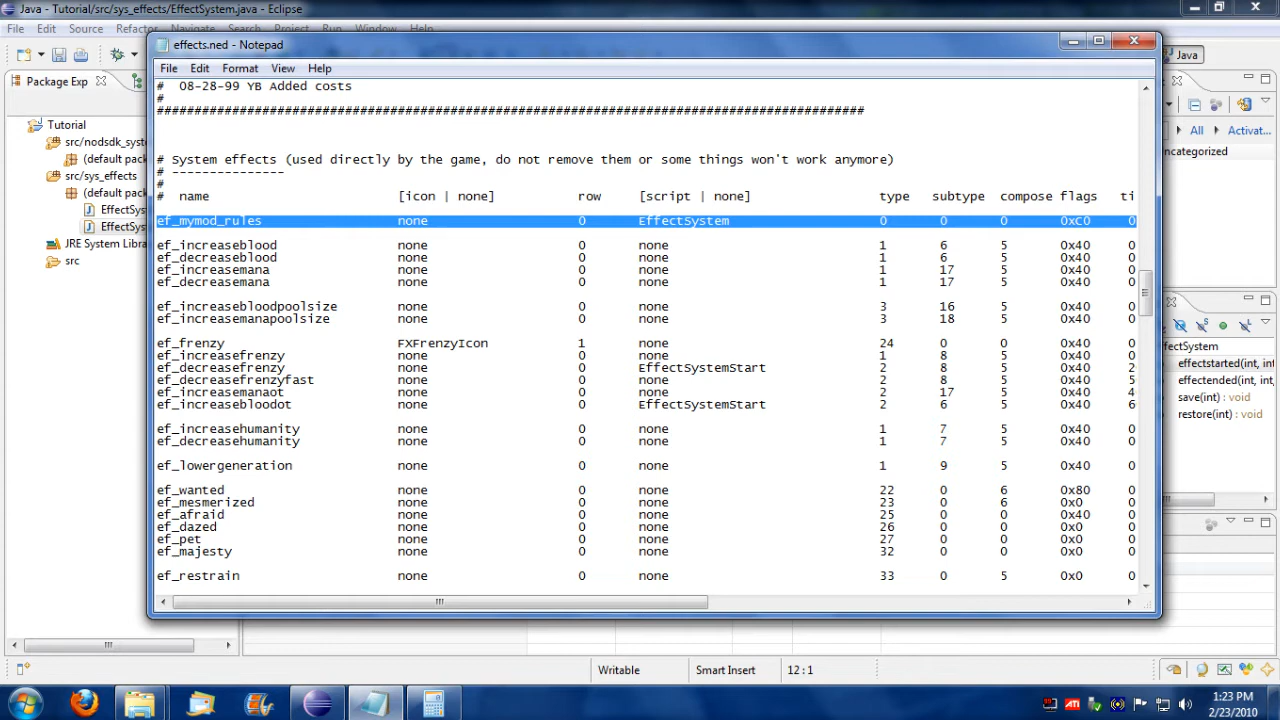 Java - Tutorial/src/sys_effects/EffectSystem.java - Eclipse
File Edit Source Refactor Navigate Search Project Run Window Help
effects.ned - Notepad
Java
File Edit Format View Help
Package Exp
# 08-28-99 YB Added costs
#
All Activat...
Tutorial
src/nodsdk_syst
(default pack
ncategorized
# System effects (used directly by the game, do not remove them or some things won't work anymore)
# ---------------
#
src/sys_effects
(default pack
# name [icon | none] row [script | none] type subtype compose flags ti
EffectSys
ef_mymod_rules none 0 EffectSystem 0 0 0 0xC0 0
EffectSys
JRE System Libra
src
ef_increaseblood none 0 none 1 6 5 0x40 0
ef_decreaseblood none 0 none 1 6 5 0x40 0
ef_increasemana none 0 none 1 17 5 0x40 0
ef_decreasemana none 0 none 1 17 5 0x40 0
ef_increasebloodpoolsize none 0 none 3 16 5 0x40 0
ef_increasemanapoolsize none 0 none 3 18 5 0x40 0
ef_frenzy FXFrenzyIcon 1 none 24 0 0 0x40 0
ef_increasefrenzy none 0 none 1 8 5 0x40 0
ef_decreasefrenzy none 0 EffectSystemStart 2 8 5 0x40 2
ef_decreasefrenzyfast none 0 none 2 8 5 0x40 5
ef_increasemanaot none 0 none 2 17 5 0x40 4
ef_increasebloodot none 0 EffectSystemStart 2 6 5 0x40 6
ef_increasehumanity none 0 none 1 7 5 0x40 0
ef_decreasehumanity none 0 none 1 7 5 0x40 0
ef_lowergeneration none 0 none 1 9 5 0x40 0
ef_wanted none 0 none 22 0 6 0x80 0
ef_mesmerized none 0 none 23 0 6 0x0 0
ef_afraid none 0 none 25 0 0 0x40 0
ef_dazed none 0 none 26 0 0 0x0 0
ef_pet none 0 none 27 0 0 0x0 0
ef_majesty none 0 none 32 0 0 0x0 0
ef_restrain none 0 none 33 0 5 0x0 0
ffectSystem
effectstarted(int, int
effectended(int, int
save(int) : void
restore(int) : void
Writable Smart Insert 12 : 1
1:23 PM
2/23/2010